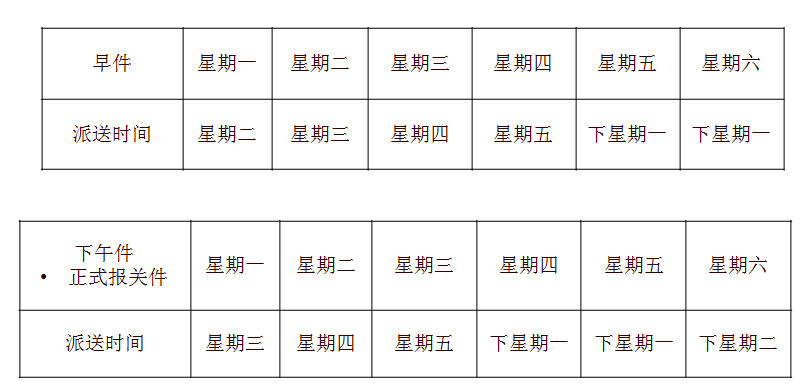 早件 星期一 星期二 星期三 星期四 星期五 星期六
派送时间 星期二 星期三 星期四 星期五 下星期一 下星期一
下午件
• 正式报关件 星期一 星期二 星期三 星期四 星期五 星期六
派送时间 星期三 星期四 星期五 下星期一 下星期一 下星期二